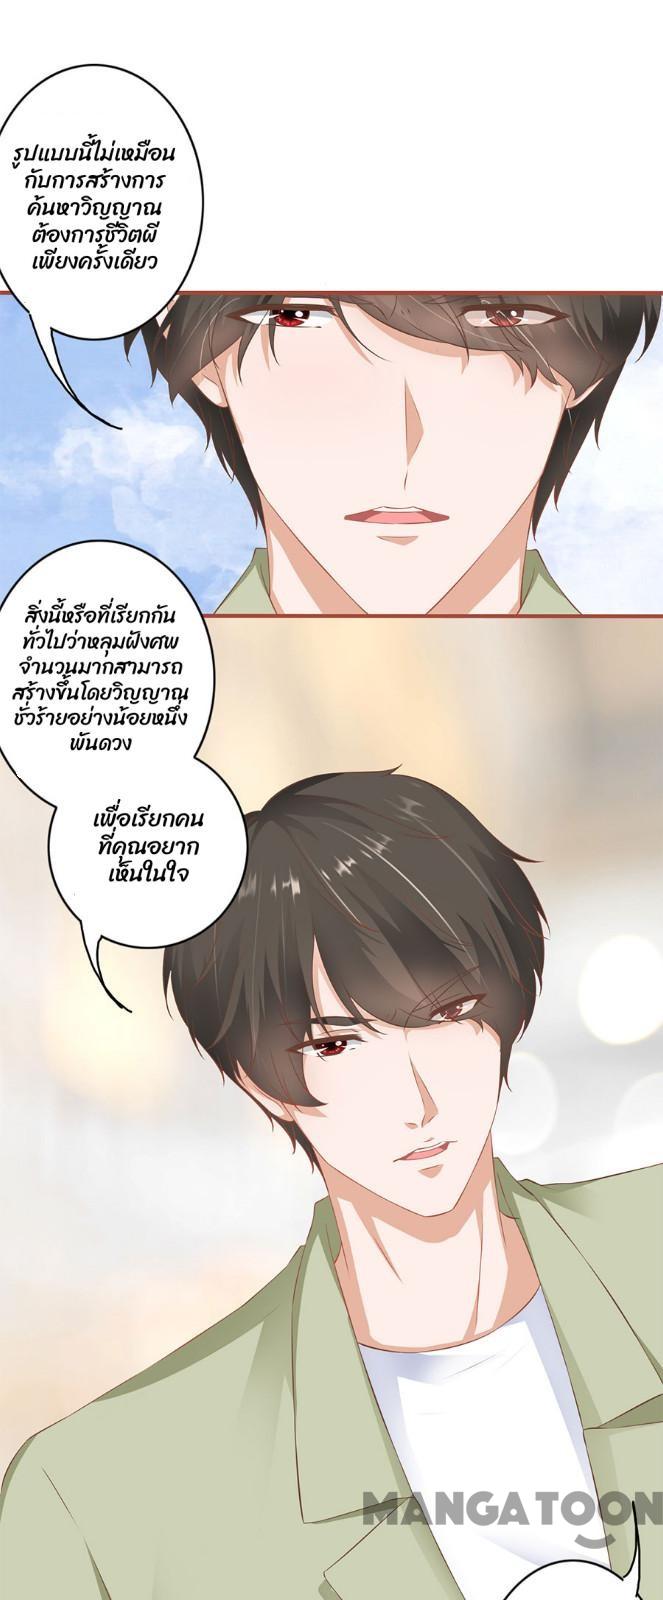 รูปแบบนี้ไม่เหมือน
กับการสร้างการ
ค้นหาวิญญาณ
ต้องการชีวิตผี
เพียงครั้งเดียว
สิ่งนี้หรือที่เรียกกัน
ทั่วไปว่าหลุมฝังศพ
จำนวนมากสามารถ
สร้างขึ้นโดยวิญญาณ
ชั่วร้ายอย่างน้อยหนึ่ง
พันดวง
เพื่อเรียกคน
ที่คุณอยาก
เห็นในใจ
MANGATOON